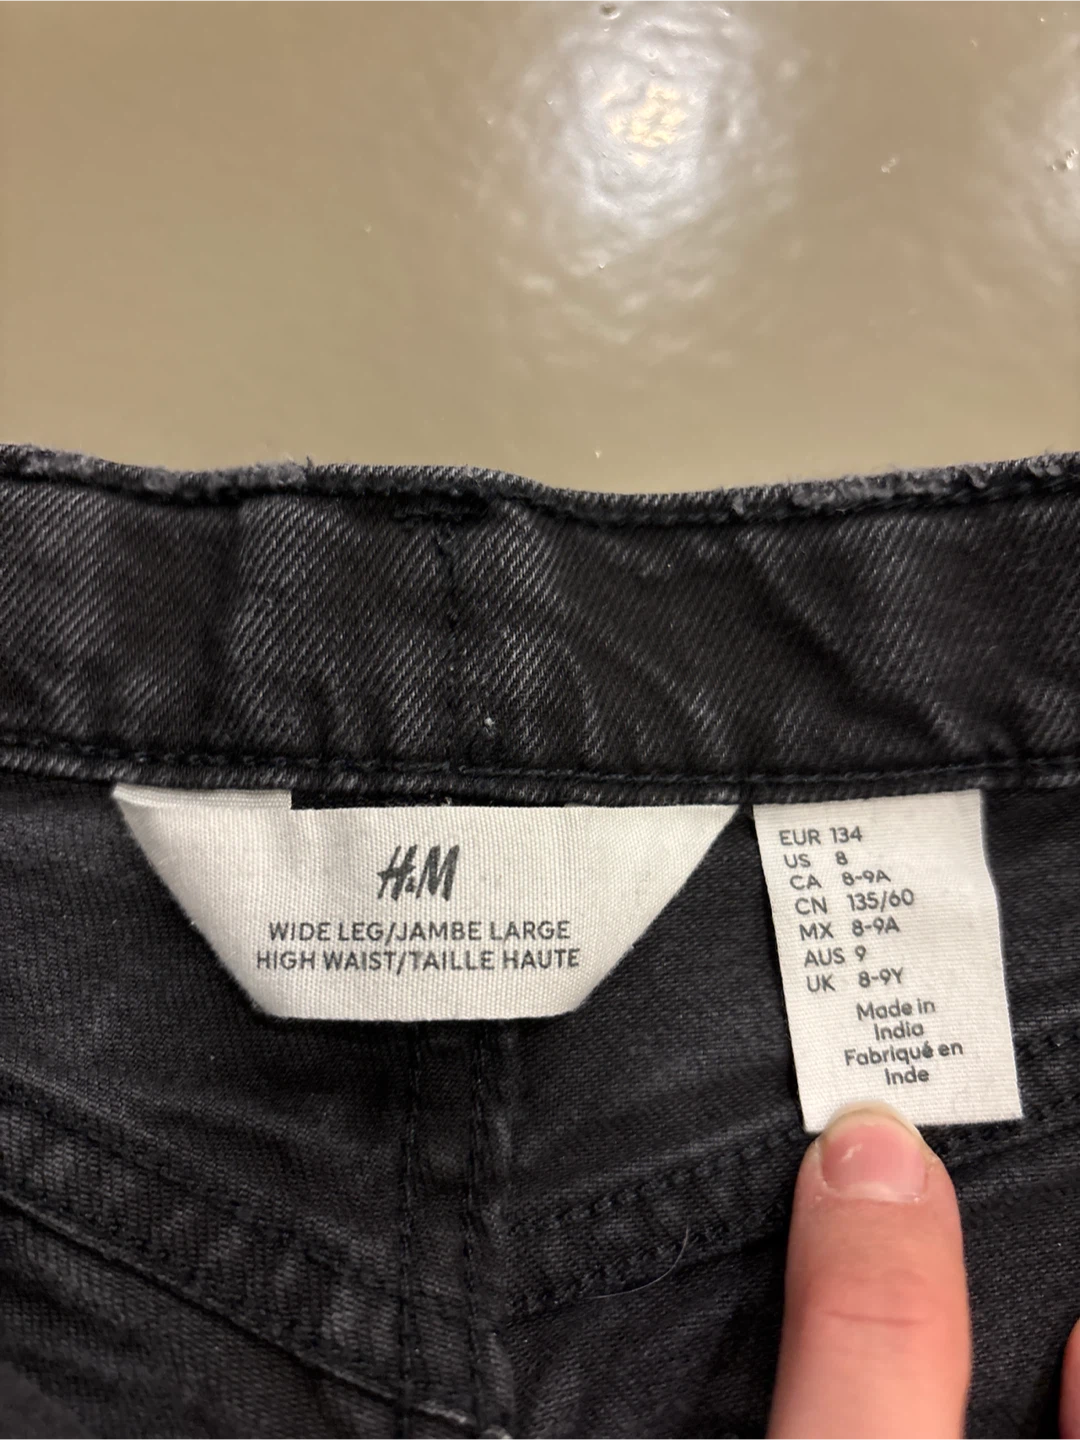 H&M
WIDE LEG/JAMBE LARGE
HIGH WAIST/TAILLE HAUTE
EUR 134
US 8
CA 8-9A
CN 135/60
MX 8-9A
AUS 9
UK 8-9Y
Made in
India
Fabriqué en
Inde